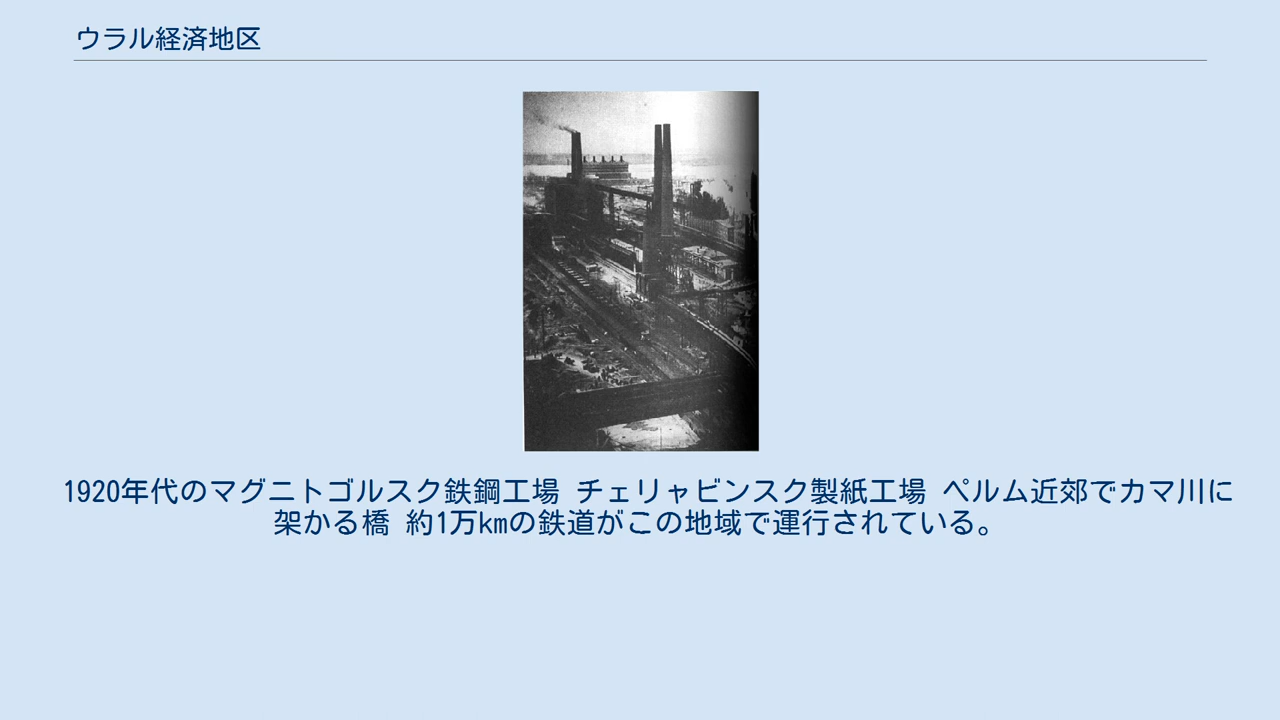 ウラル経済地区
1920年代のマグニトゴルスク鉄鋼工場 チェリャビンスク製紙工場 ペルム近郊でカマ川に
架かる橋 約1万kmの鉄道がこの地域で運行されている。